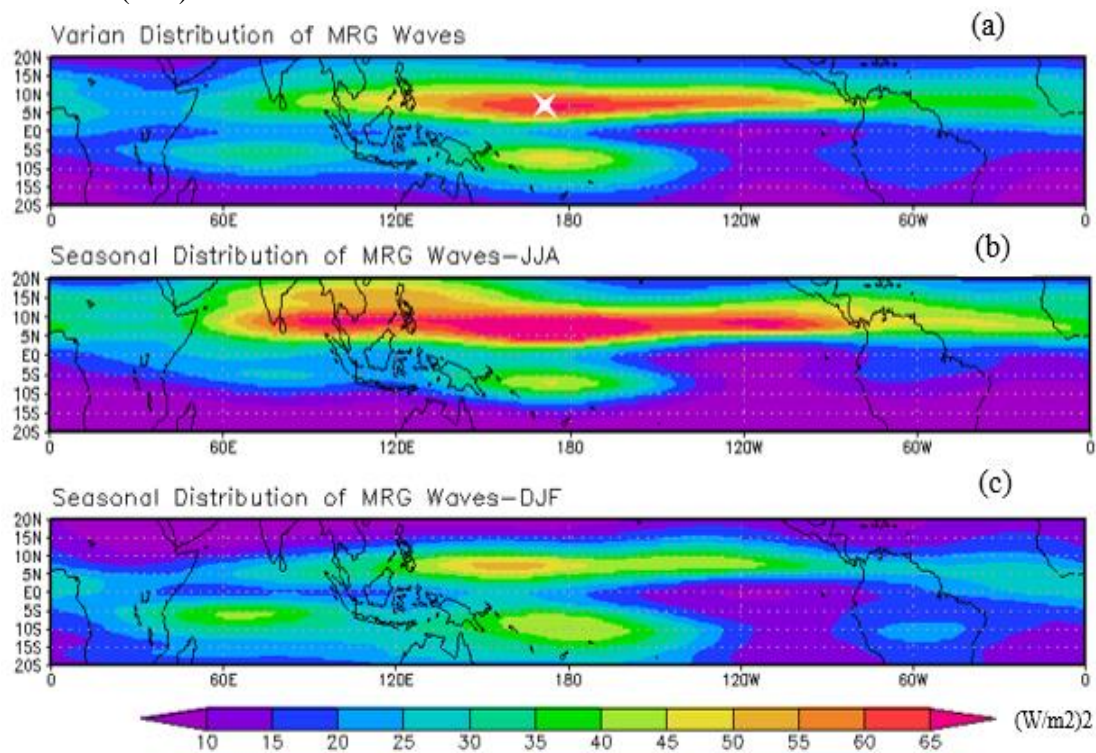 Varian Distribution of MRG Waves (a)
20N
15N
10N
5N
E0
5S
10S
15S
20S
0 60E 120E 180 120W 60W 0
Seasonal Distribution of MRG Waves-JJA (b)
20N
15N
10N
5N
E0
5S
10S
15S
20S
0 60E 120E 180 120W 60W 0
Seasonal Distribution of MRG Waves-DJF (c)
20N
15N
10N
5N
E0
5S
10S
15S
20S
0 60E 120E 180 120W 60W 0
10 15 20 25 30 35 40 45 50 55 60 65 (W/m2)2